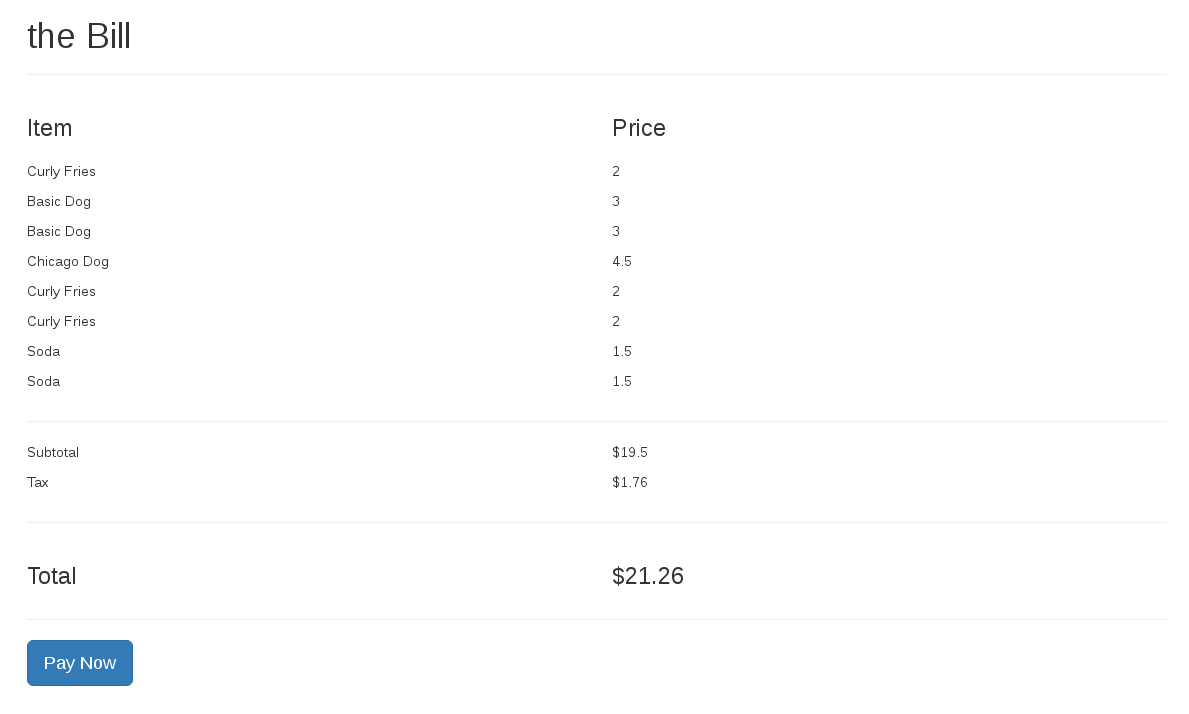 the Bill
Item Price
Curly Fries 2
Basic Dog 3
Basic Dog 3
Chicago Dog 4.5
Curly Fries 2
Curly Fries 2
Soda 1.5
Soda 1.5
Subtotal $19.5
Tax $1.76
Total $21.26
Pay Now